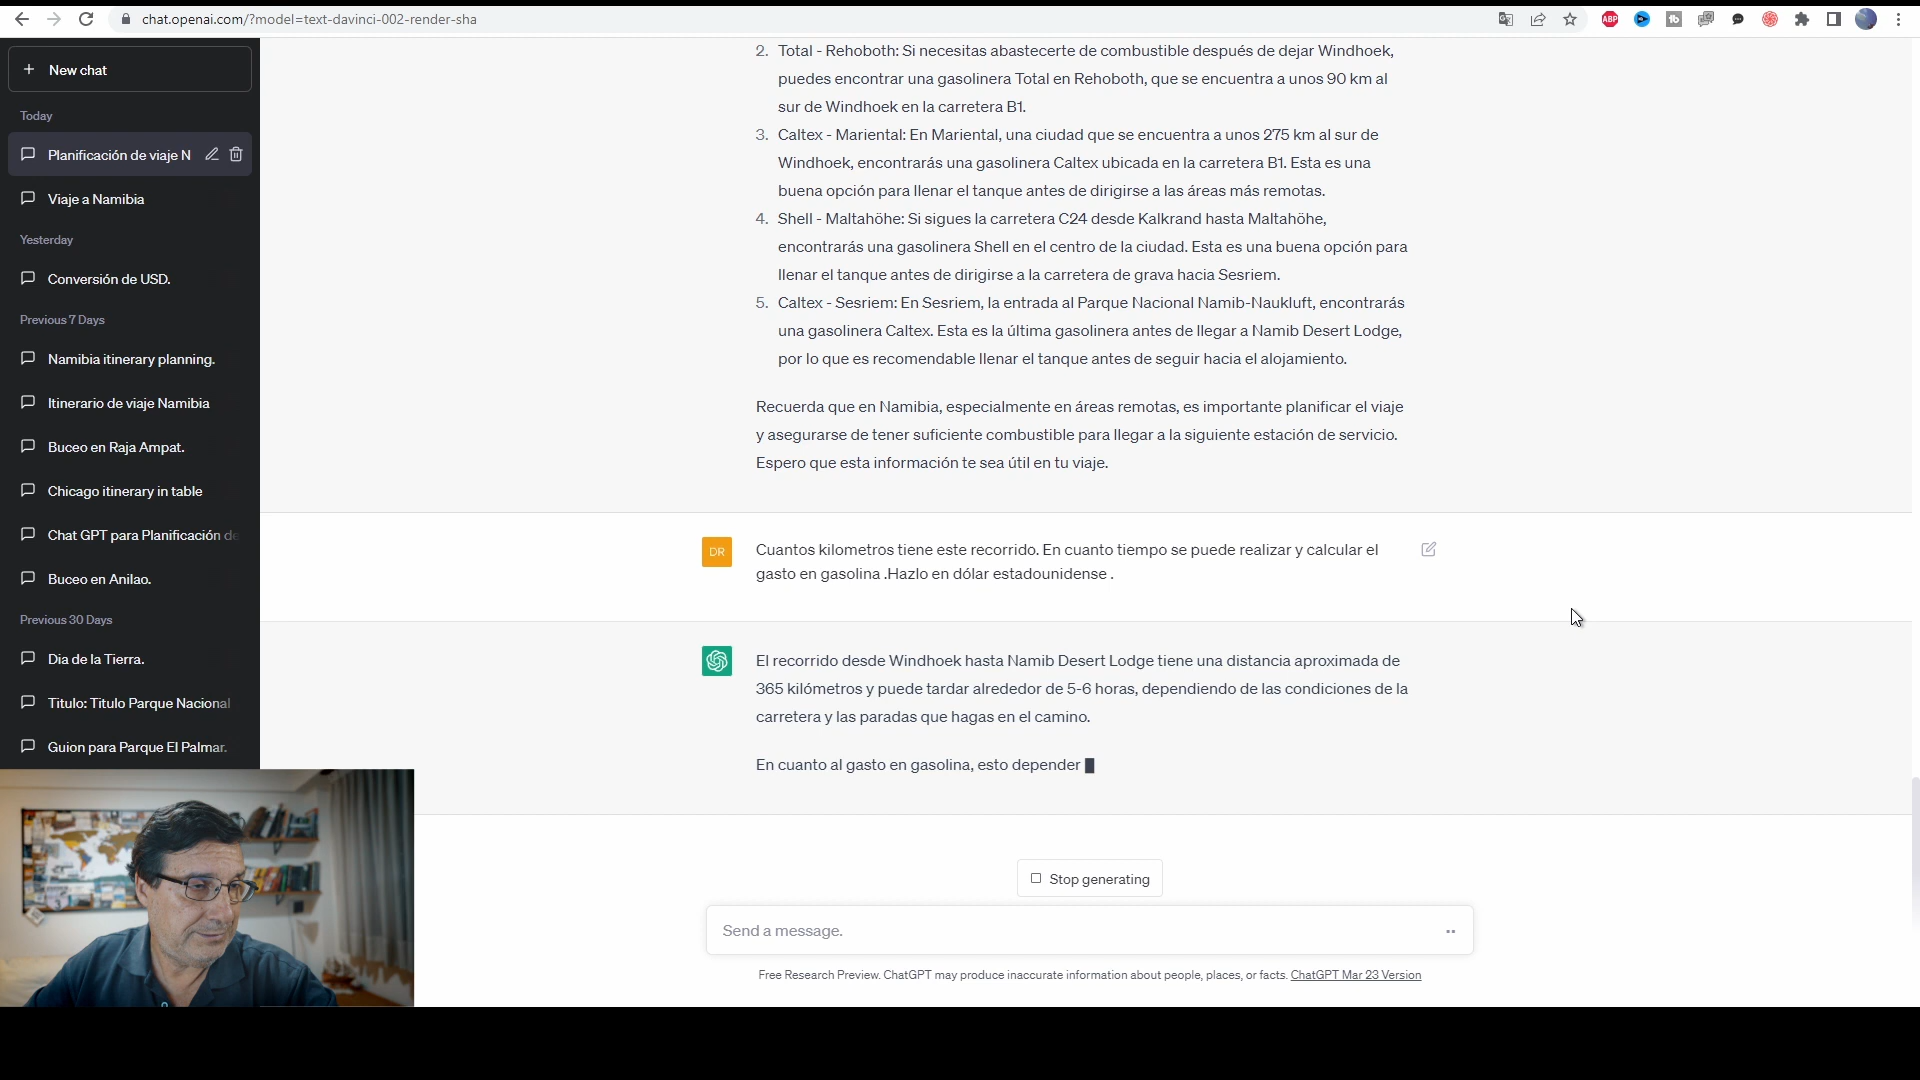 chat.openai.com/?model=text-davinci-002-render-sha
New chat
Today
Planificación de viaje N
Viaje a Namibia
Yesterday
Conversión de USD.
Previous 7 Days
Namibia itinerary planning.
Itinerario de viaje Namibia
Buceo en Raja Ampat.
Chicago itinerary in table
Chat GPT para Planificación de
Buceo en Anilao.
Previous 30 Days
Dia de la Tierra.
Titulo: Titulo Parque Nacional
Guion para Parque El Palmar.
2. Total - Rehoboth: Si necesitas abastecerte de combustible después de dejar Windhoek,
puedes encontrar una gasolinera Total en Rehoboth, que se encuentra a unos 90 km al
sur de Windhoek en la carretera B1.
3. Caltex - Mariental: En Mariental, una ciudad que se encuentra a unos 275 km al sur de
Windhoek, encontrarás una gasolinera Caltex ubicada en la carretera B1. Esta es una
buena opción para llenar el tanque antes de dirigirse a las áreas más remotas.
4. Shell - Maltahöhe: Si sigues la carretera C24 desde Kalkrand hasta Maltahöhe,
encontrarás una gasolinera Shell en el centro de la ciudad. Esta es una buena opción para
llenar el tanque antes de dirigirse a la carretera de grava hacia Sesriem.
5. Caltex - Sesriem: En Sesriem, la entrada al Parque Nacional Namib-Naukluft, encontrarás
una gasolinera Caltex. Esta es la última gasolinera antes de llegar a Namib Desert Lodge,
por lo que es recomendable llenar el tanque antes de seguir hacia el alojamiento.
Recuerda que en Namibia, especialmente en áreas remotas, es importante planificar el viaje
y asegurarse de tener suficiente combustible para llegar a la siguiente estación de servicio.
Espero que esta información te sea útil en tu viaje.
DR
Cuantos kilometros tiene este recorrido. En cuanto tiempo se puede realizar y calcular el
gasto en gasolina .Hazlo en dólar estadounidense .
El recorrido desde Windhoek hasta Namib Desert Lodge tiene una distancia aproximada de
365 kilómetros y puede tardar alrededor de 5-6 horas, dependiendo de las condiciones de la
carretera y las paradas que hagas en el camino.
En cuanto al gasto en gasolina, esto depender
Stop generating
Send a message.
Free Research Preview. ChatGPT may produce inaccurate information about people, places, or facts. ChatGPT Mar 23 Version
ABP